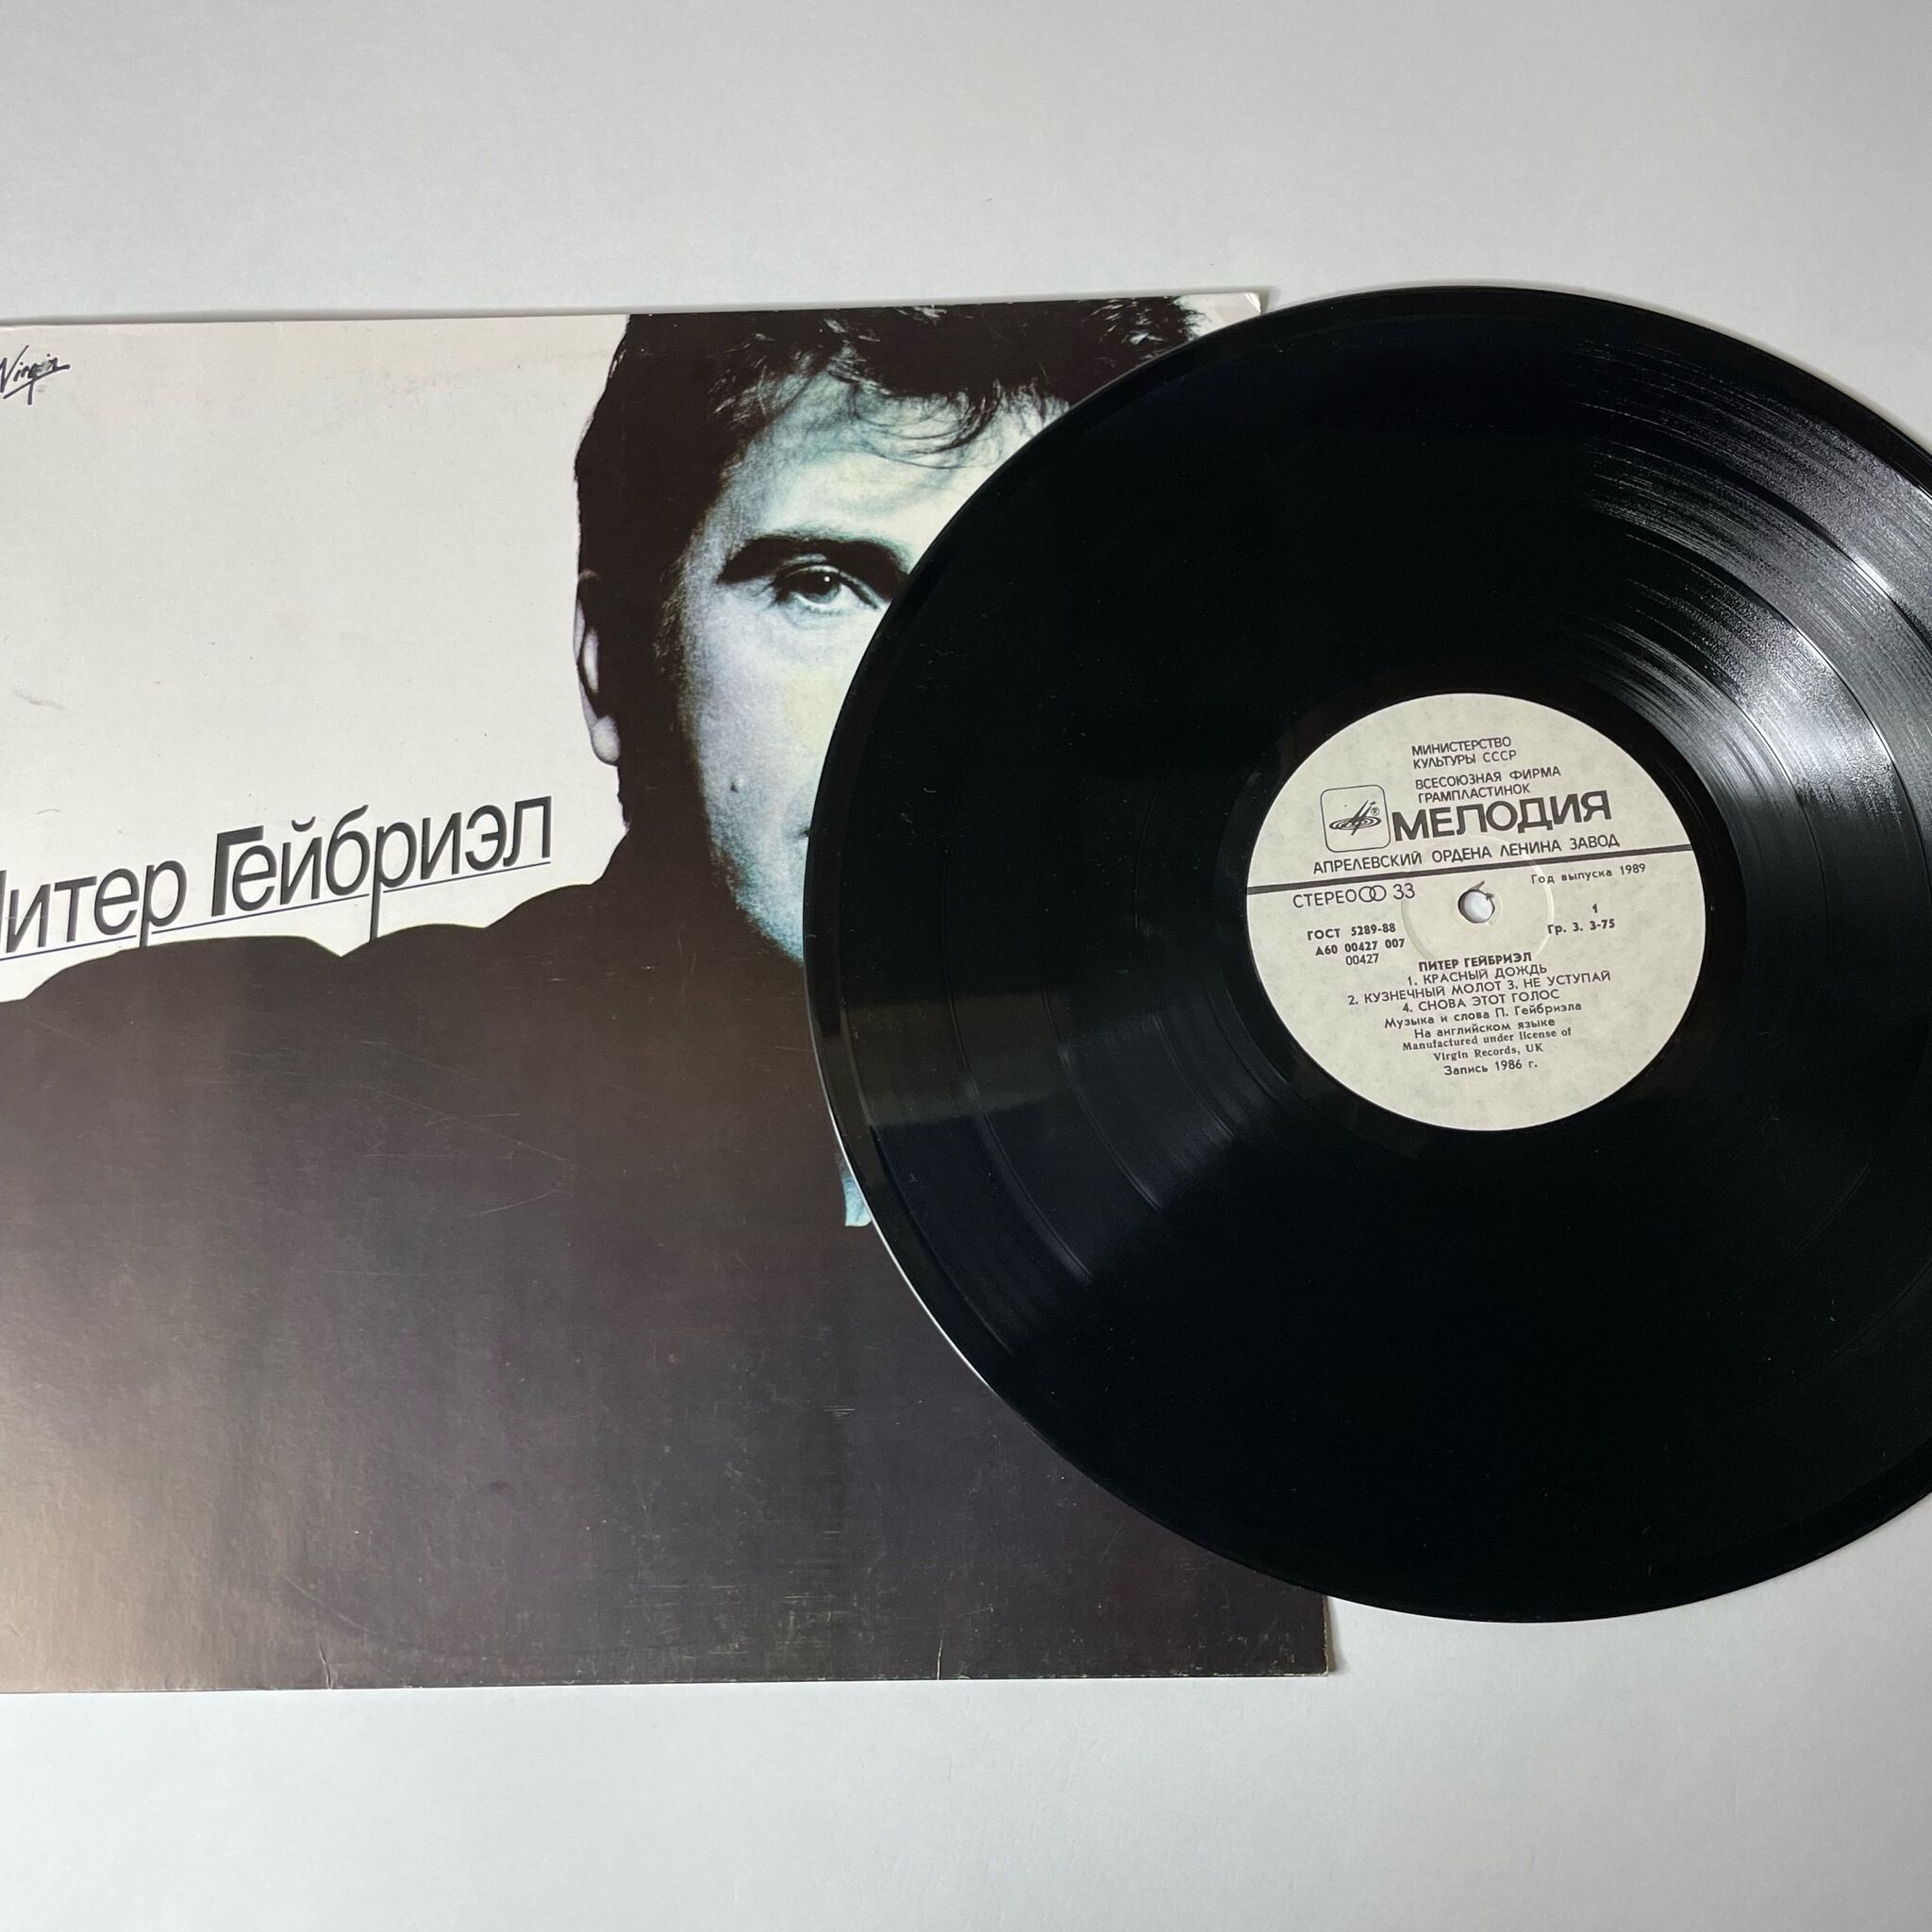 Virgin
Питер Гейбриэл
МИНИСТЕРСТВО
КУЛЬТУРЫ СССР
ВСЕСОЮЗНАЯ ФИРМА
ГРАМПЛАСТИНОК
МЕЛОДИЯ
АПРЕЛЕВСКИЙ ОРДЕНА ЛЕНИНА ЗАВОД
СТЕРЕО 33
Год выпуска 1989
ГОСТ 5289-88
А60 00427 007
00427
1
Гр. 3. 3-75
ПИТЕР ГЕЙБРИЭЛ
1. КРАСНЫЙ ДОЖДЬ
2. КУЗНЕЧНЫЙ МОЛОТ 3. НЕ УСТУПАЙ
4. СНОВА ЭТОТ ГОЛОС
Музыка и слова П. Гейбриэла
На английском языке
Manufactured under license of
Virgin Records, UK
Запись 1986 г.